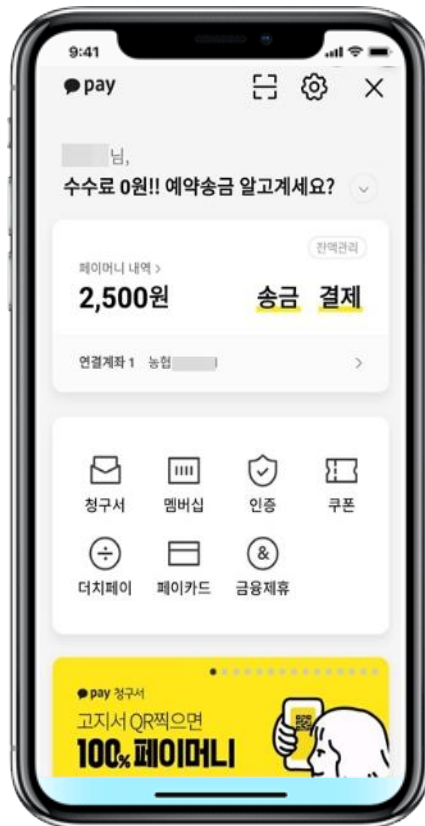 9:41
pay
님,
수수료 0원!! 예약송금 알고계세요?
잔액관리
페이머니 내역 >
2,500원 송금 결제
연결계좌 1 농협
청구서 멤버십 인증 쿠폰
더치페이 페이카드 금융제휴
pay 청구서
고지서 QR찍으면
100% 페이머니